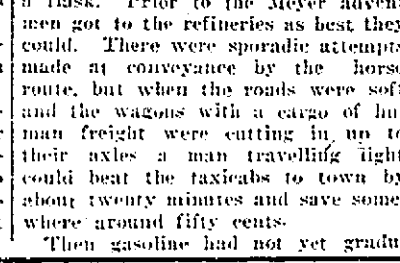 a flask. Prior to the Meyer adven
men got to the refineries as best they
could. There were sporadic attempts
made at conveyance by the horse
route, but when the roads were soft
and the wagons with a cargo of hu
man freight were cutting in up to
their axles a man travelling light
could beat the taxicabs to town by
about twenty minutes and save some
where around fifty cents.
Then gasoline had not yet gradu